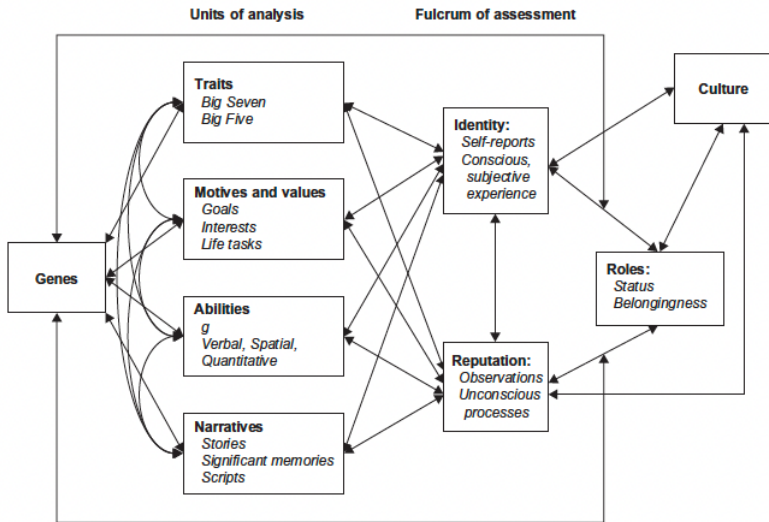 Units of analysis
Fulcrum of assessment
Traits
Big Seven
Big Five
Motives and values
Goals
Interests
Life tasks
Genes
Abilities
g
Verbal, Spatial,
Quantitative
Narratives
Stories
Significant memories
Scripts
Identity:
Self-reports
Conscious,
subjective
experience
Reputation:
Observations
Unconscious
processes
Culture
Roles:
Status
Belongingness